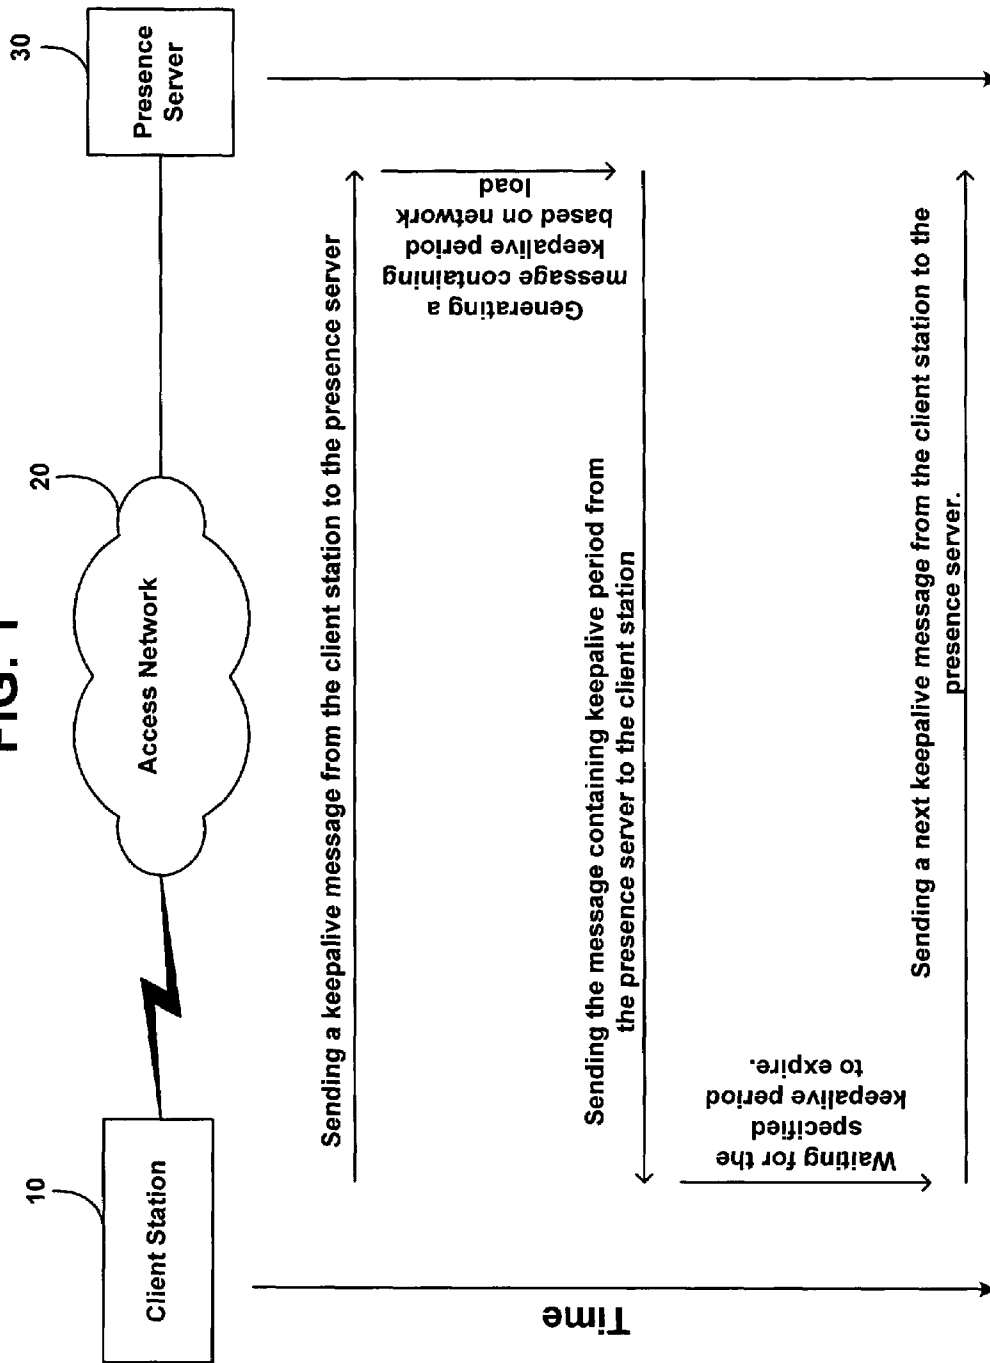 FIG. 1
10
20
30
Client Station
Access Network
Presence
Server
Time
Sending a keepalive message from the client station to the presence server
Generating a
message containing
keepalive period
based on network
load
Sending the message containing keepalive period from
the presence server to the client station
Waiting for the
specified
keepalive period
to expire.
Sending a next keepalive message from the client station to the
presence server.